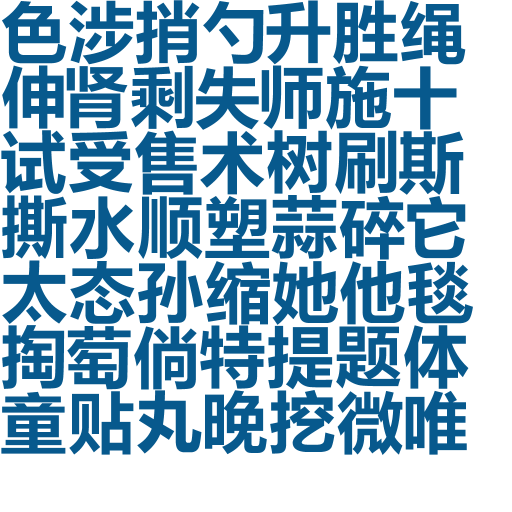 色涉捎勺升胜绳
伸肾剩失师施十
试受售术树刷斯
撕水顺塑蒜碎它
太态孙缩她他毯
掏萄倘特提题体
童贴丸晚挖微唯